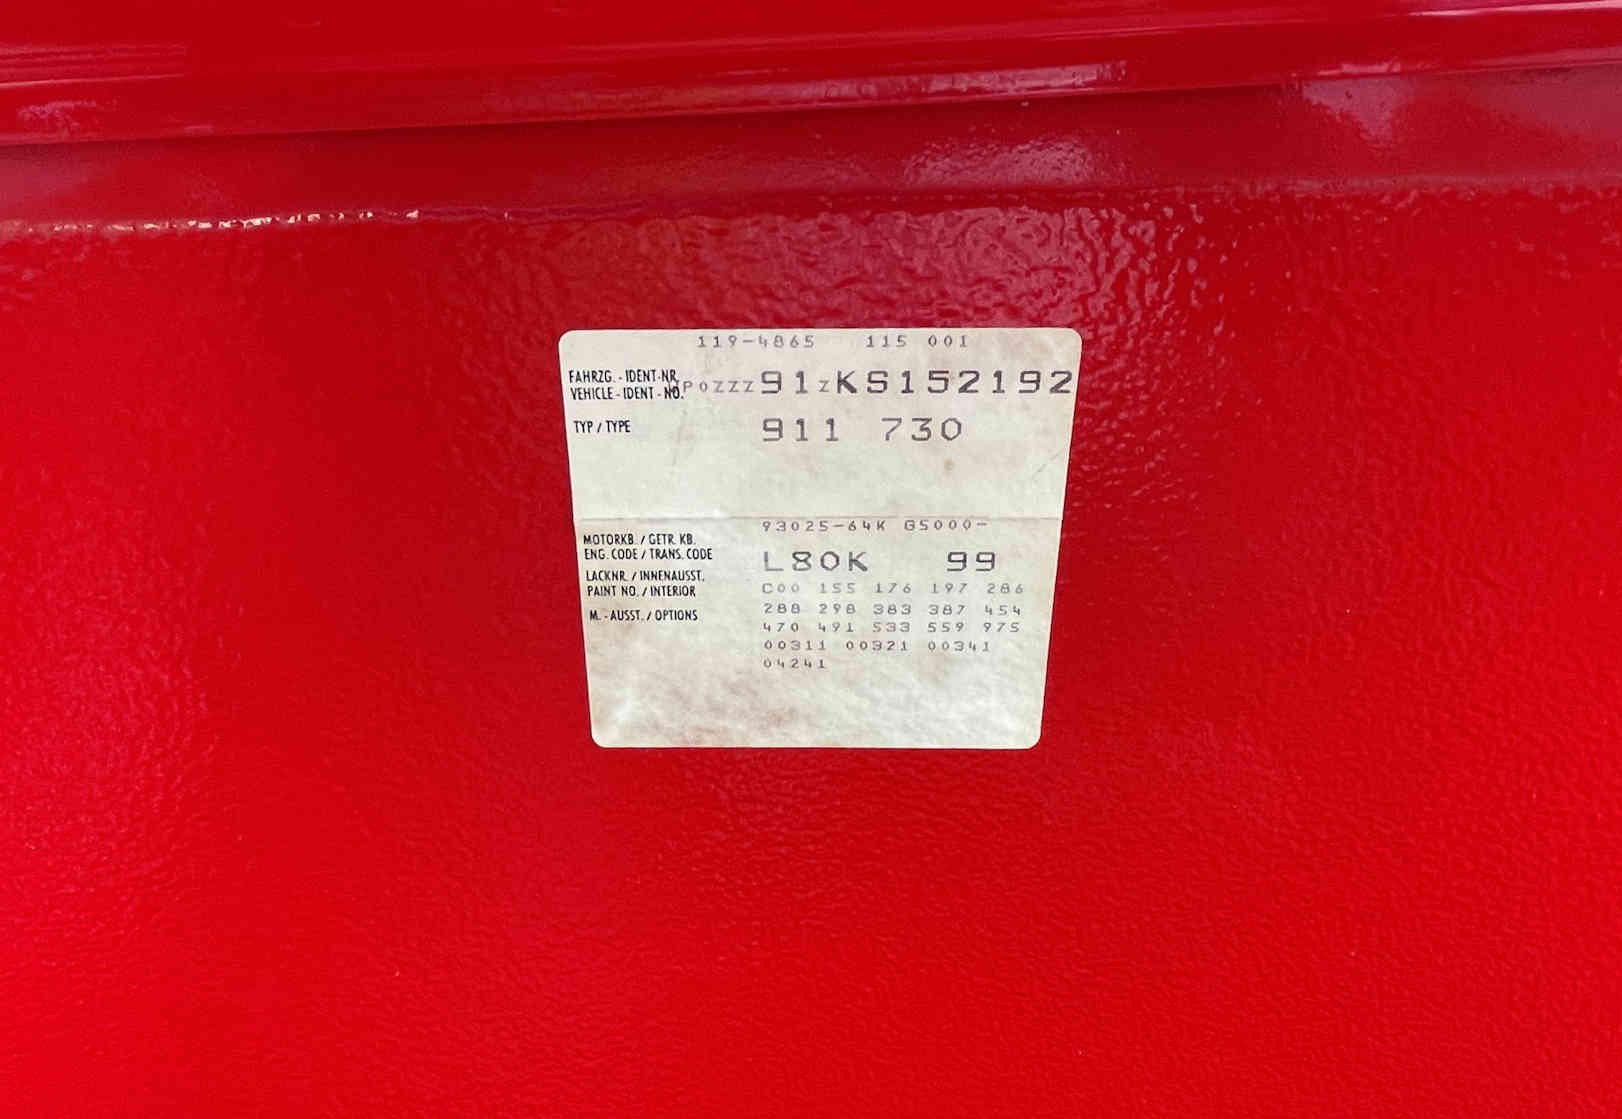 119-4865 115 001
FAHRZG. - IDENT-NR.
VEHICLE - IDENT - NO. WPOZZZ91ZKS152192
TYP / TYPE 911 730
93025-64K G5000-
MOTORKB. / GETR. KB.
ENG. CODE / TRANS. CODE L80K 99
LACKNR. / INNENAUSST.
PAINT NO. / INTERIOR C00 155 176 197 286
M. - AUSST. / OPTIONS 288 298 383 387 454
470 491 533 559 975
00311 00321 00341
04241